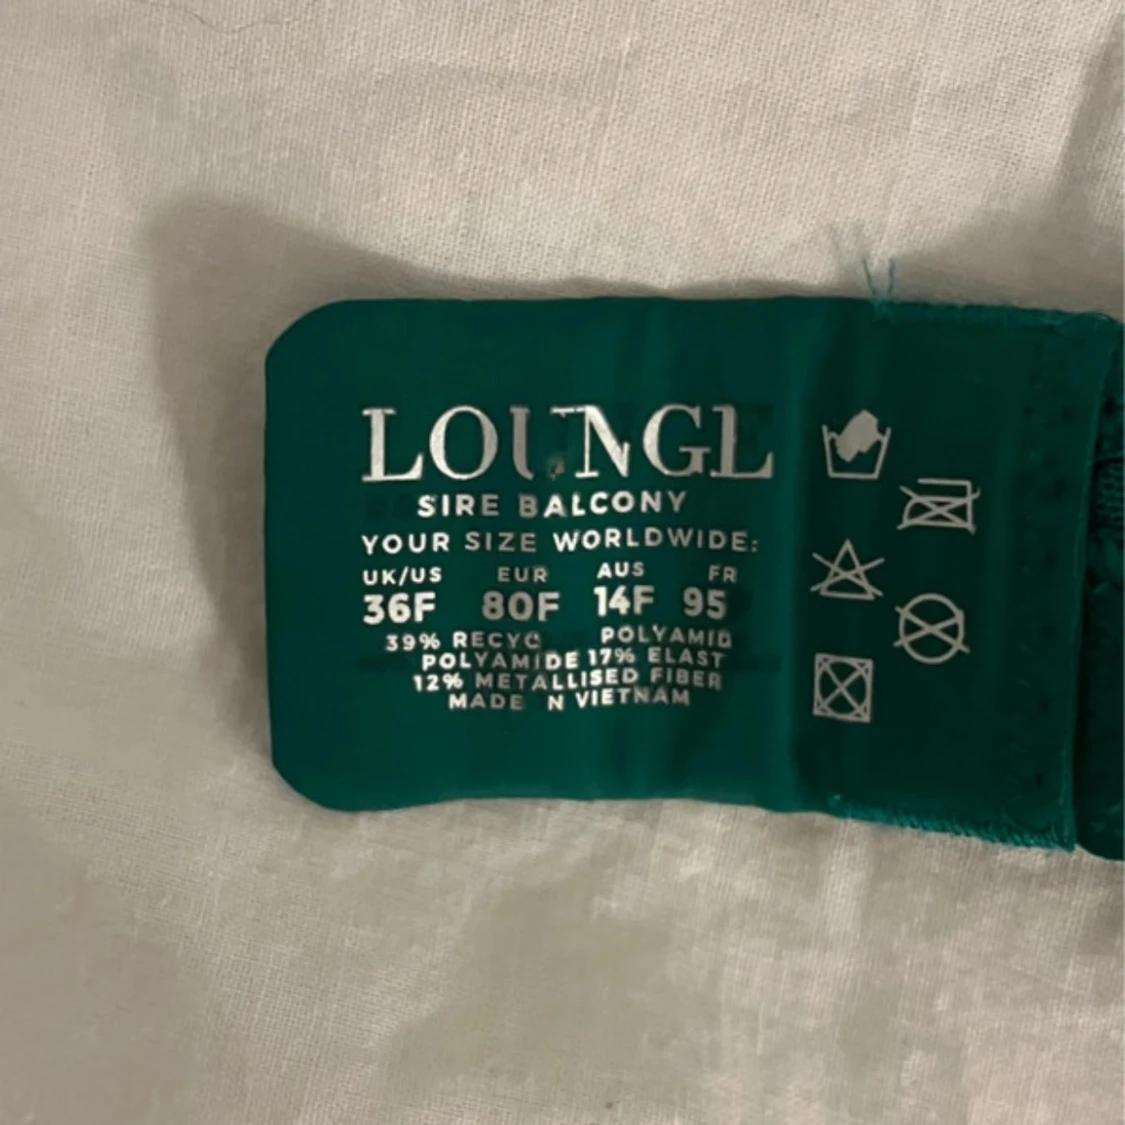 LOUNGE
SIRE BALCONY
YOUR SIZE WORLDWIDE:
UK/US EUR AUS FR
36F 80F 14F 95
39% RECYC POLYAMID
POLYAMIDE 17% ELAST
12% METALLISED FIBER
MADE N VIETNAM